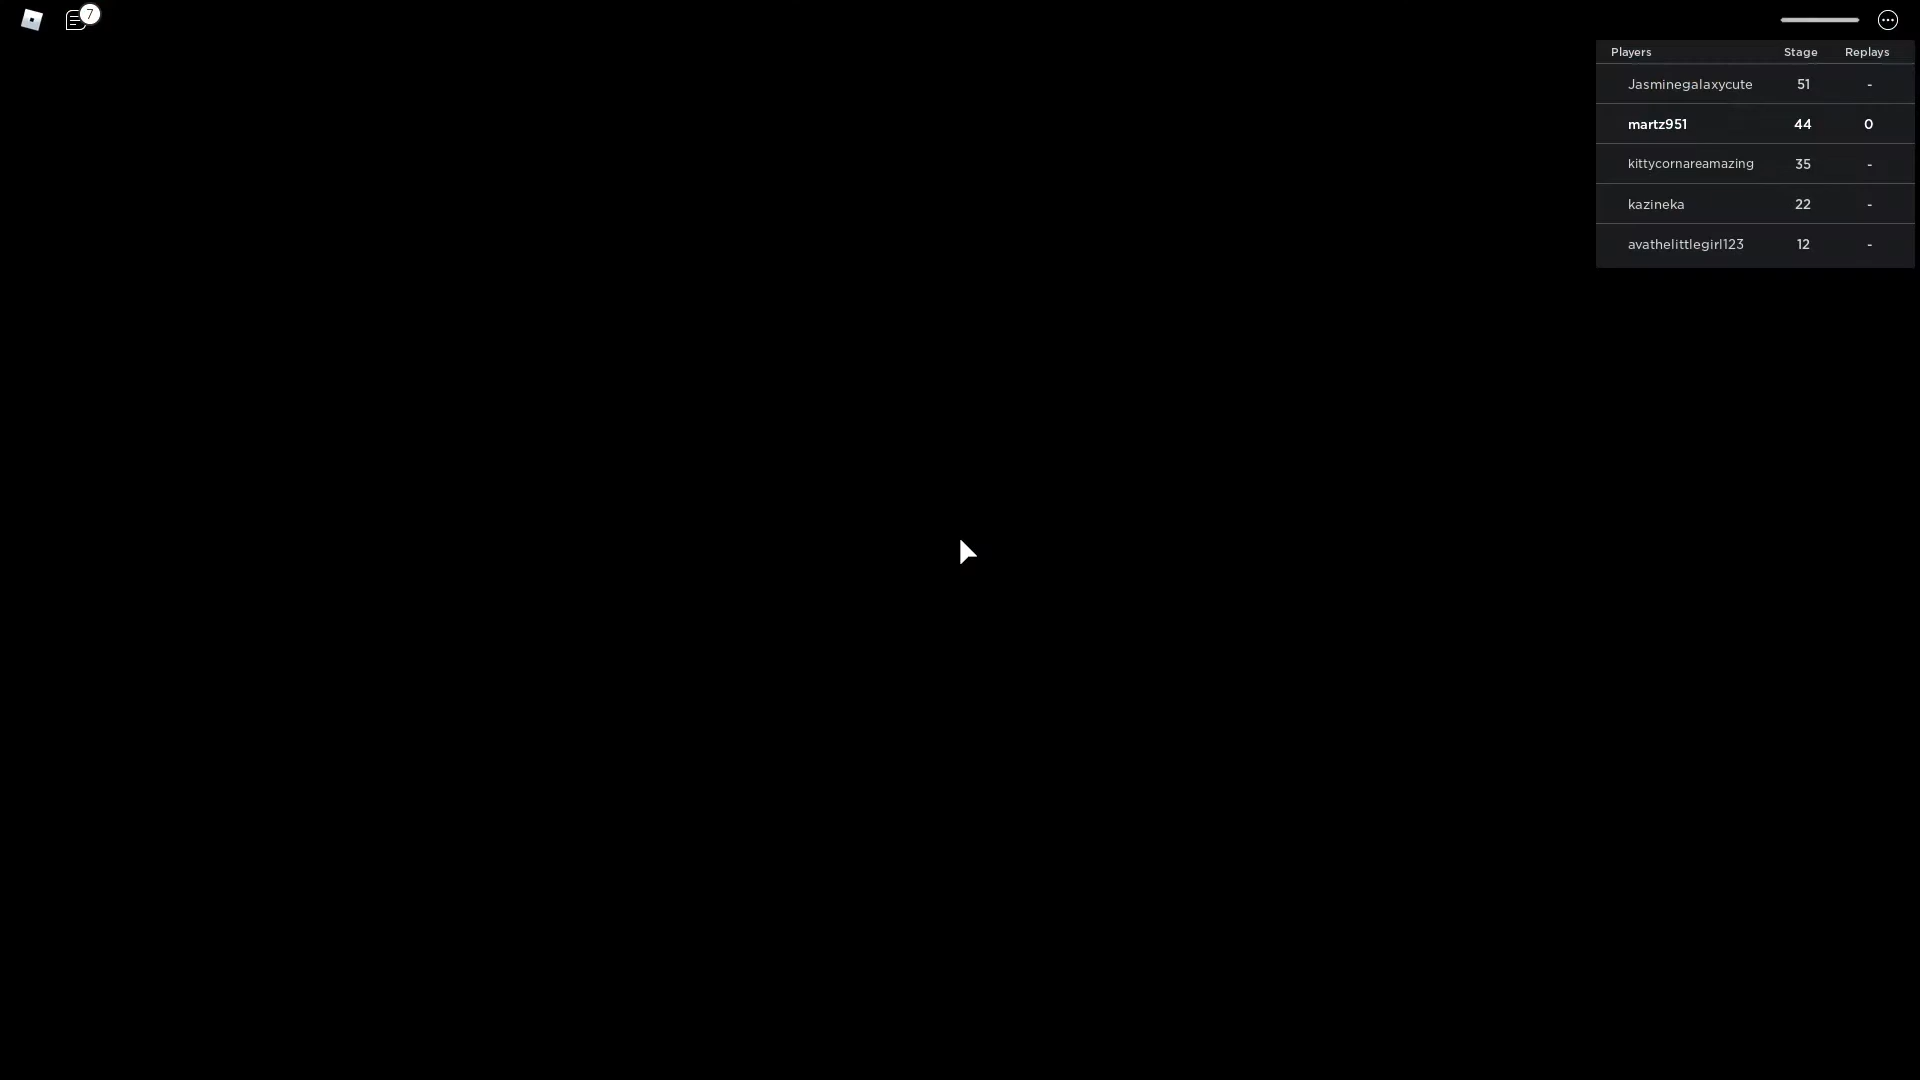 7
Players Stage Replays
Jasminegalaxycute 51 -
martz951 44 0
kittycornareamazing 35 -
kazineka 22 -
avathelittlegirl123 12 -